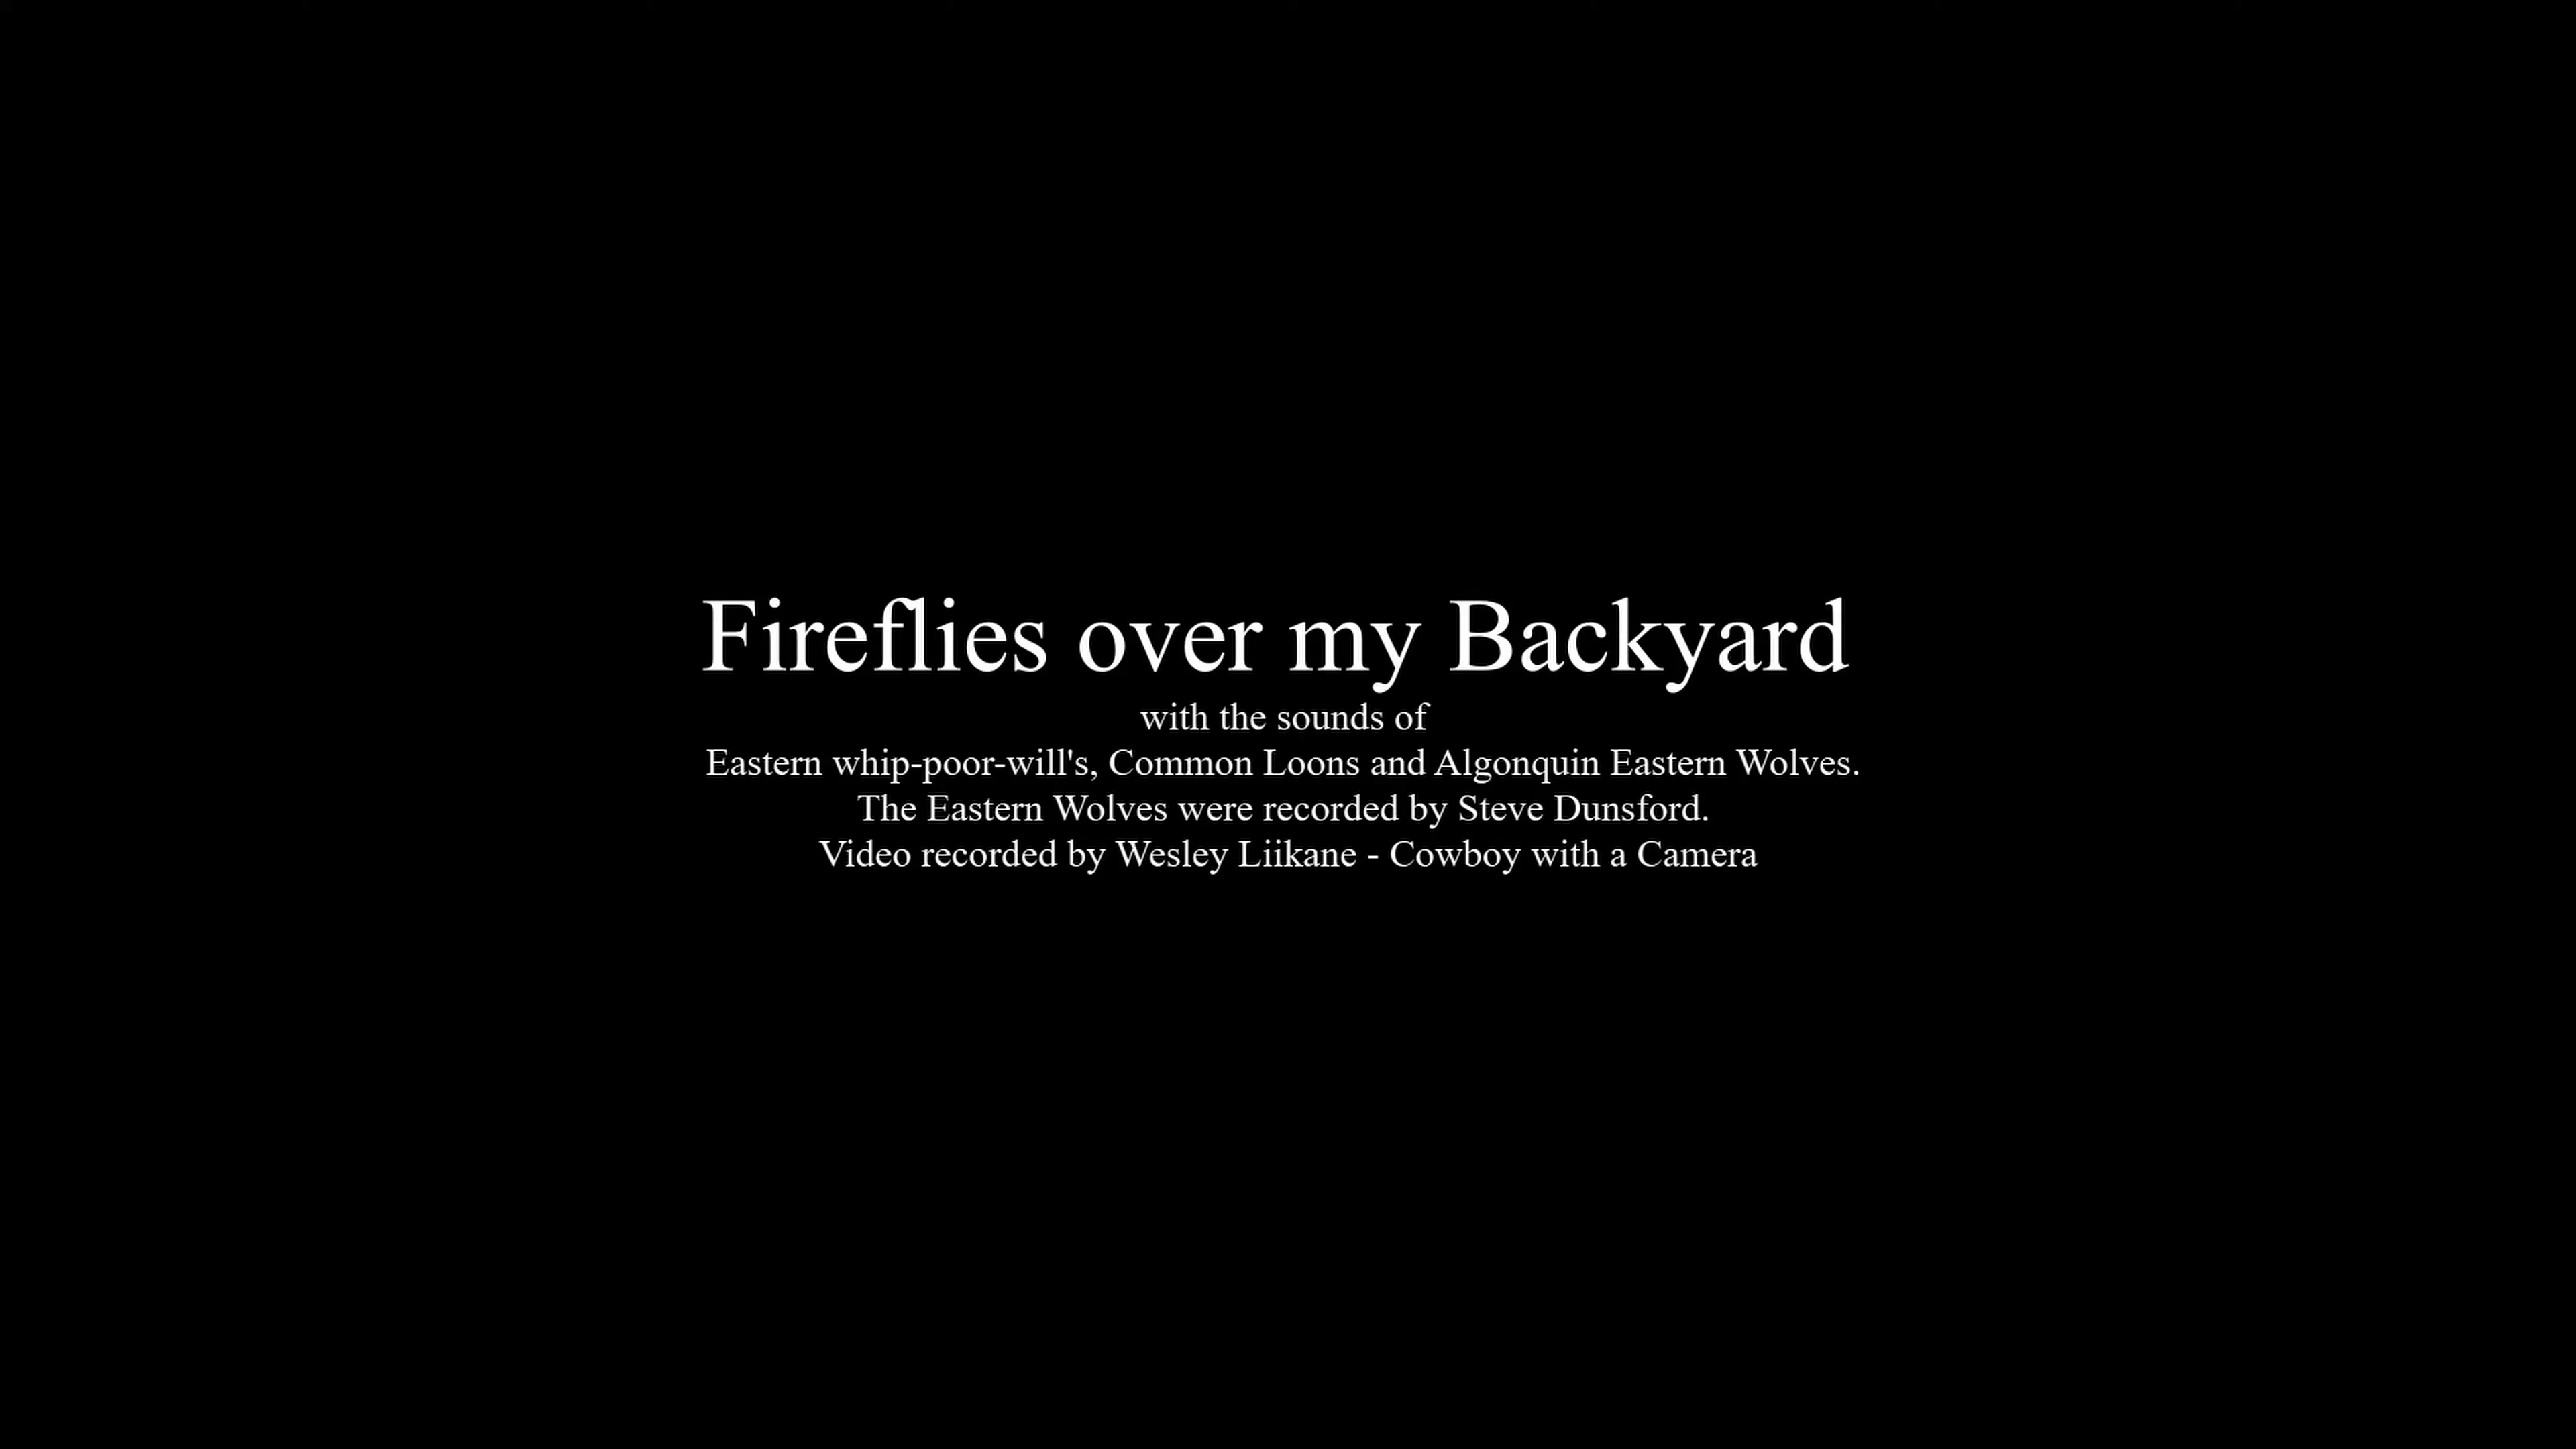 Fireflies over my Backyard
with the sounds of
Eastern whip-poor-will's, Common Loons and Algonquin Eastern Wolves.
The Eastern Wolves were recorded by Steve Dunsford.
Video recorded by Wesley Liikane - Cowboy with a Camera